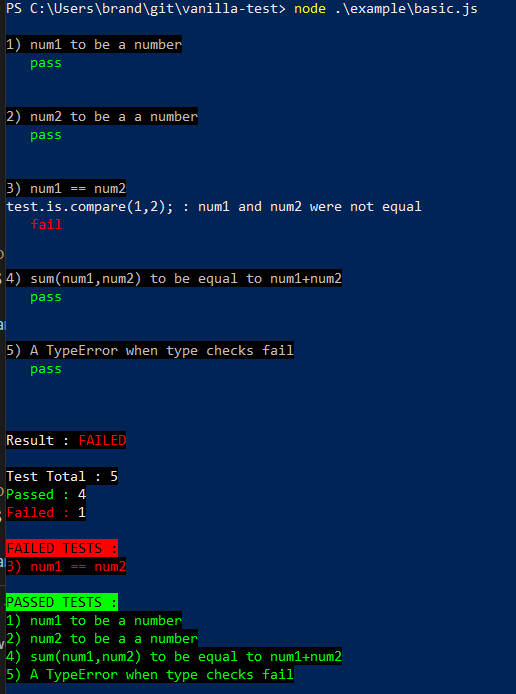 PS C:\Users\brand\git\vanilla-test> node .\example\basic.js
1) num1 to be a number
pass
2) num2 to be a a number
pass
3) num1 == num2
test.is.compare(1,2); : num1 and num2 were not equal
fail
4) sum(num1,num2) to be equal to num1+num2
pass
5) A TypeError when type checks fail
pass
Result : FAILED
Test Total : 5
Passed : 4
Failed : 1
FAILED TESTS :
3) num1 == num2
PASSED TESTS :
1) num1 to be a number
2) num2 to be a a number
4) sum(num1,num2) to be equal to num1+num2
5) A TypeError when type checks fail